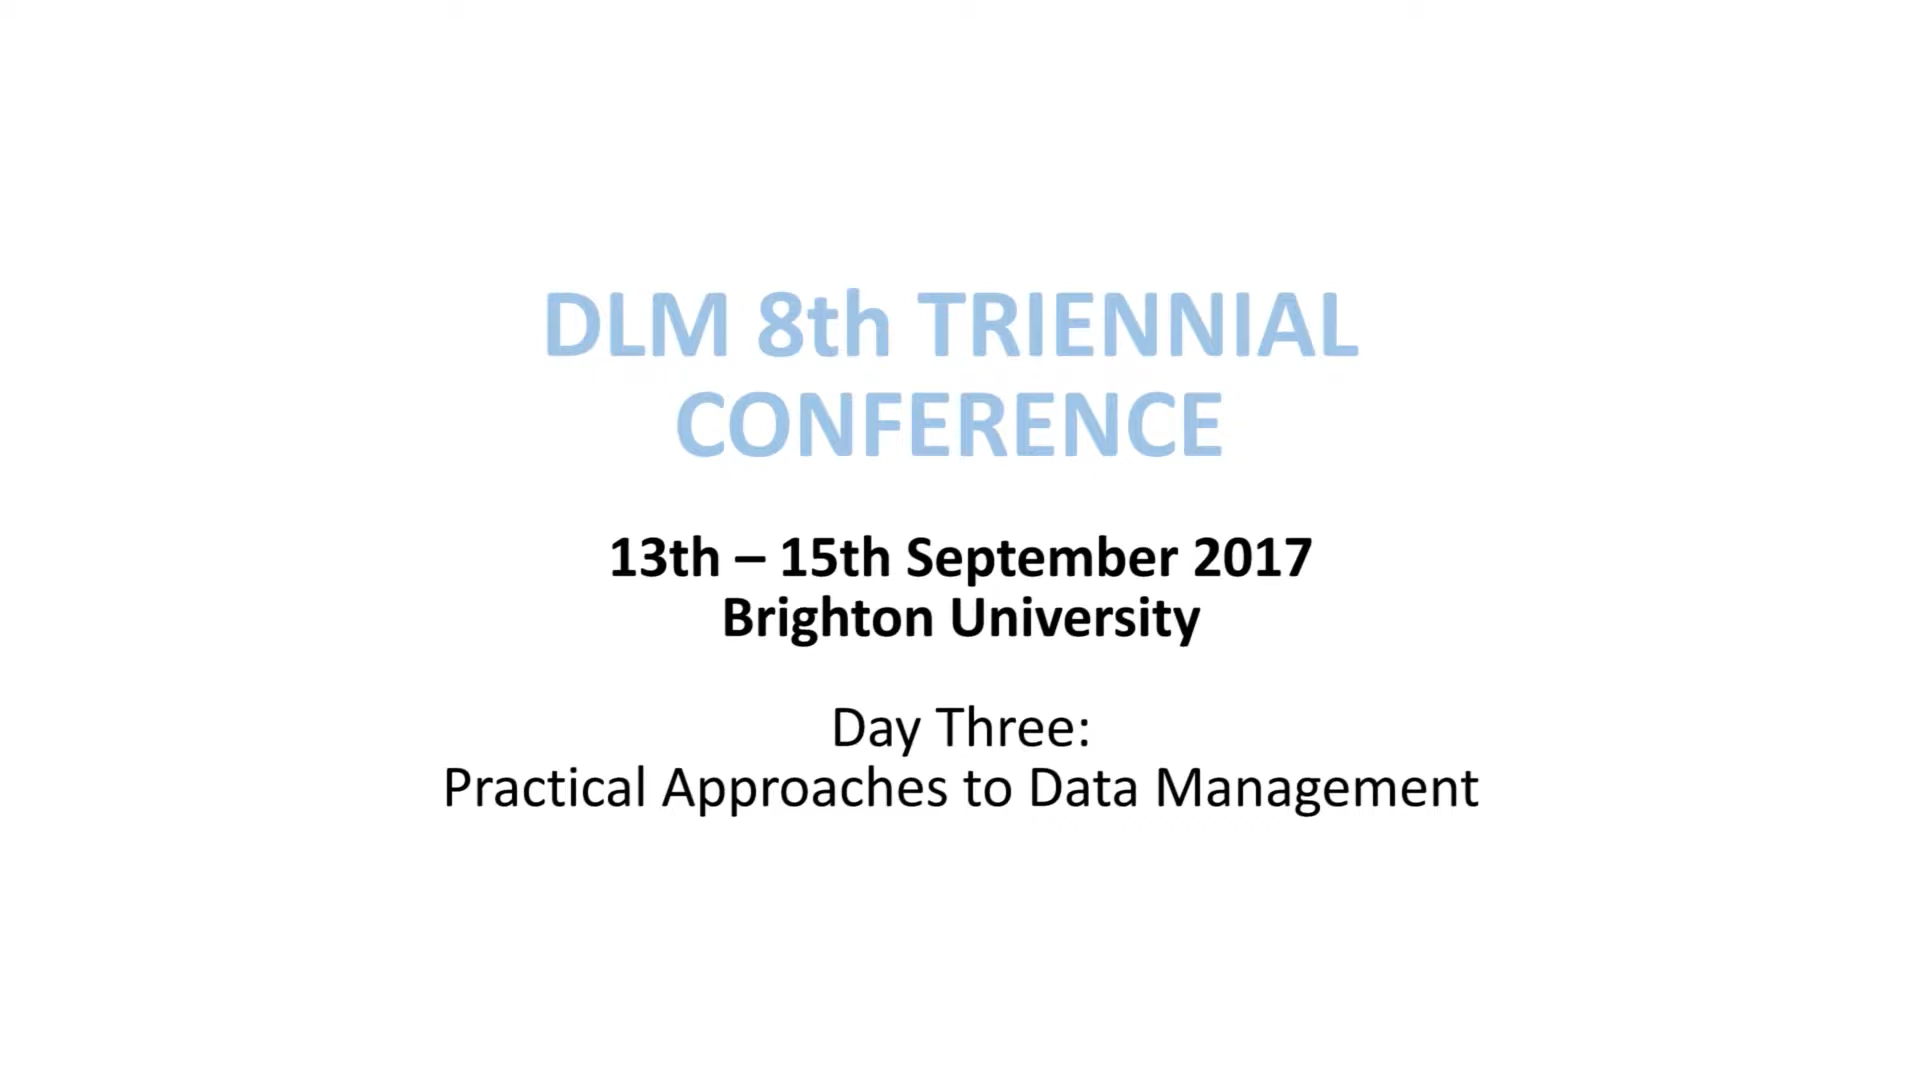 DLM 8th TRIENNIAL
CONFERENCE
13th – 15th September 2017
Brighton University
Day Three:
Practical Approaches to Data Management